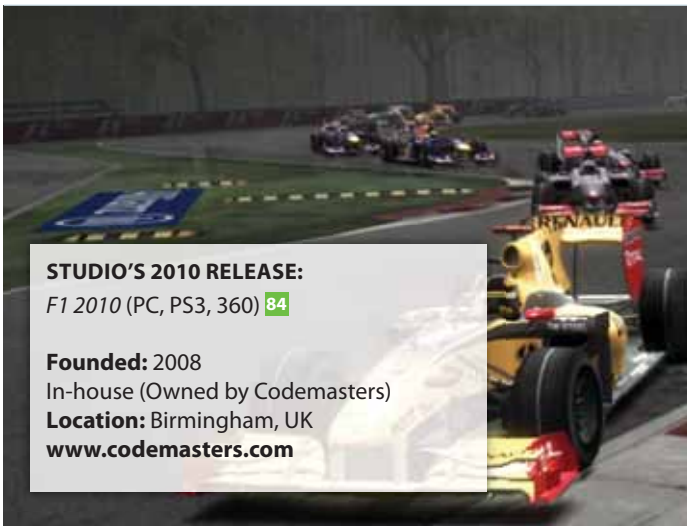 RENAULT
STUDIO'S 2010 RELEASE:
F1 2010 (PC, PS3, 360) 84
Founded: 2008
In-house (Owned by Codemasters)
Location: Birmingham, UK
www.codemasters.com